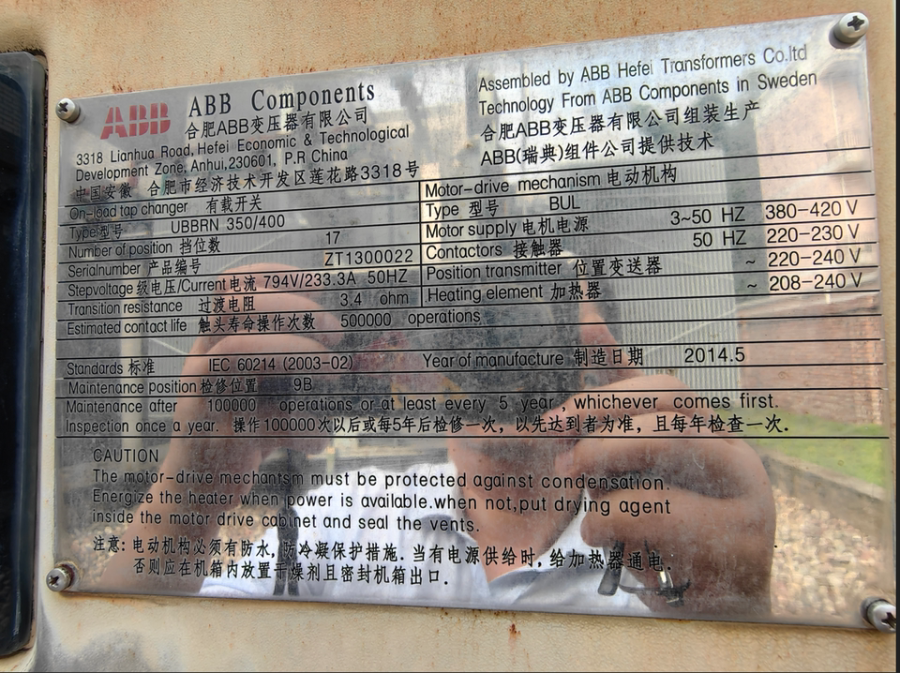 ABB
ABB Components
合肥ABB变压器有限公司
3318 Lianhua Road, Hefei Economic & Technological
Development Zone, Anhui,230601, P.R China
中国安徽 合肥市经济技术开发区莲花路3318号
Assembled by ABB Hefei Transformers Co.ltd
Technology From ABB Components in Sweden
合肥ABB变压器有限公司组装生产
ABB(瑞典)组件公司提供技术
On-load tap changer 有载开关
Type型号 UBBRN 350/400
Number of position 挡位数 17
Serialnumber 产品编号 ZT1300022
Stepvoltage级电压/Current电流 794V/233.3A 50HZ
Transition resistance 过渡电阻 3.4 ohm
Estimated contact life 触头寿命操作次数 500000 operations
Motor-drive mechanism 电动机构
Type 型号 BUL
Motor supply 电机电源 3~50 HZ 380-420 V
Contactors 接触器 50 HZ 220-230 V
Position transmitter 位置变送器 ~ 220-240 V
Heating element 加热器 ~ 208-240 V
Standards 标准 IEC 60214 (2003-02) Year of manufacture 制造日期 2014.5
Maintenance position 检修位置 9B
Maintenance after 100000 operations or at least every 5 year , whichever comes first.
Inspection once a year. 操作100000次以后或每5年后检修一次，以先达到者为准，且每年检查一次.
CAUTION
The motor-drive mechantsm must be protected against condensation.
Energize the heater when power is available.when not,put drying agent
inside the motor drive cabinet and seal the vents.
注意: 电动机构必须有防水, 防冷凝保护措施. 当有电源供给时, 给加热器通电.
否则应在机箱内放置干燥剂且密封机箱出口.